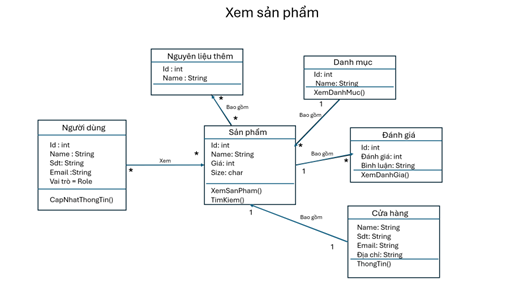 Xem sản phẩm
Nguyên liệu thêm
Id : int
Name : String
Danh mục
Id: int
Name: String
XemDanhMuc()
*
Bao gồm
*
1
Bao gồm
*
Người dùng
Id : int
Name : String
Sdt: String
Email :String
Vai trò = Role
CapNhatThongTin()
*
Xem
*
Sản phẩm
Id: int
Name: String
Giá: int
Size: char
XemSanPham()
TimKiem()
Bao gồm
1
*
Đánh giá
Id: int
Đánh giá: int
Bình luận: String
XemDanhGia()
1
Bao gồm
1
Cửa hàng
Name: String
Sdt: String
Email: String
Địa chỉ: String
ThongTin()